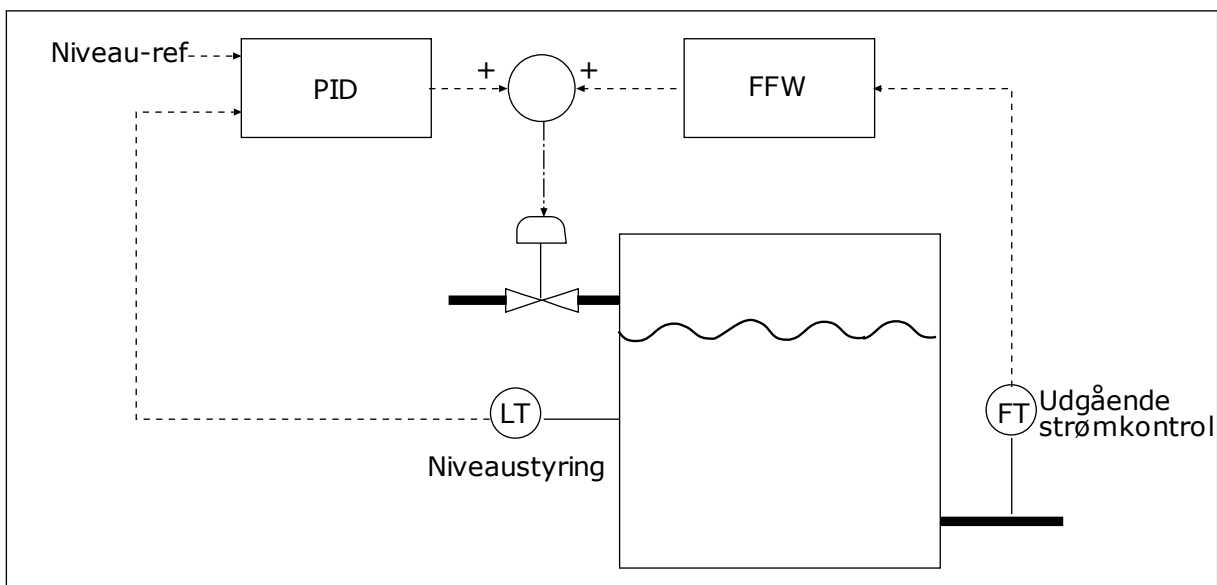 Niveau-ref
PID
+
+
FFW
LT
Niveaustyring
FT
Udgående
strømkontrol